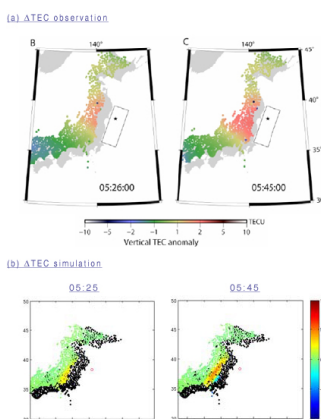 (a) ΔTEC observation
B
140°
C
140°
45°
40°
35°
05:26:00
05:45:00
TECU
-10 -5 -2 -1 1 2 5 10
Vertical TEC anomaly
(b) ΔTEC simulation
05:25
05:45
50
45
40
35
30
50
45
40
35
30